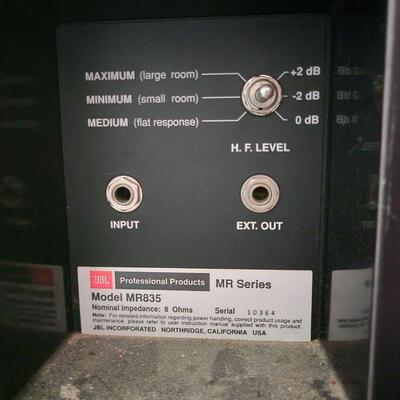 MAXIMUM (large room) +2 dB
MINIMUM (small room) -2 dB
MEDIUM (flat response) 0 dB
H. F. LEVEL
INPUT EXT. OUT
JBL Professional Products MR Series
Model MR835
Nominal Impedance: 8 Ohms Serial 10364
Note: For detailed information regarding power handling, correct product usage and
maintenance, please refer to user instruction manual supplied with this product.
JBL INCORPORATED NORTHRIDGE, CALIFORNIA USA